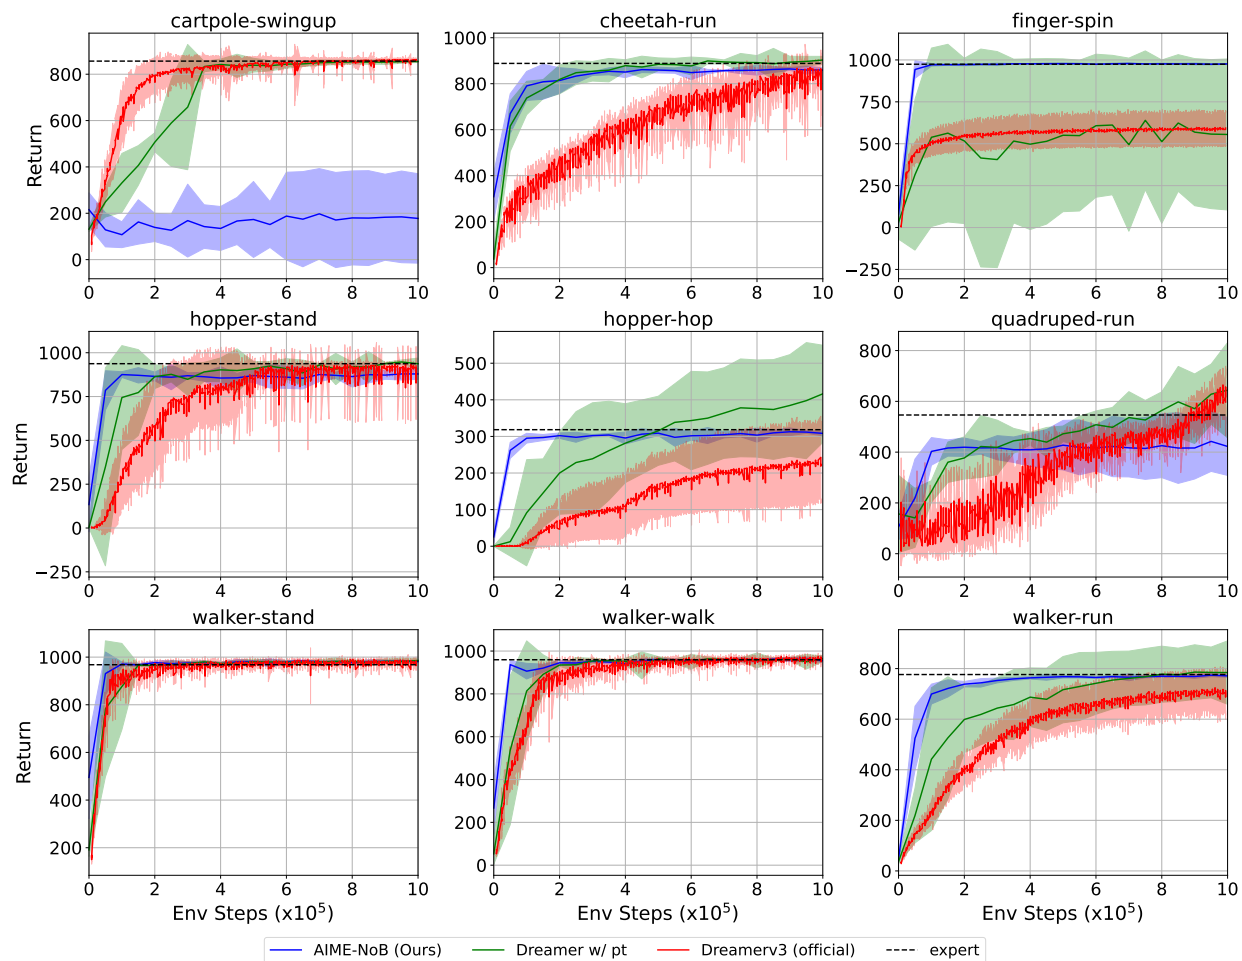 cartpole-swingup
cheetah-run
finger-spin
Return
800
600
400
200
0
0 2 4 6 8 10
1000
800
600
400
200
0
0 2 4 6 8 10
1000
750
500
250
0
−250
0 2 4 6 8 10
hopper-stand
hopper-hop
quadruped-run
Return
1000
750
500
250
0
−250
0 2 4 6 8 10
500
400
300
200
100
0
0 2 4 6 8 10
800
600
400
200
0
0 2 4 6 8 10
walker-stand
walker-walk
walker-run
Return
1000
800
600
400
200
0 2 4 6 8 10
Env Steps (x10⁵)
1000
800
600
400
200
0
0 2 4 6 8 10
Env Steps (x10⁵)
800
600
400
200
0
0 2 4 6 8 10
Env Steps (x10⁵)
AIME-NoB (Ours) Dreamer w/ pt Dreamerv3 (official) expert